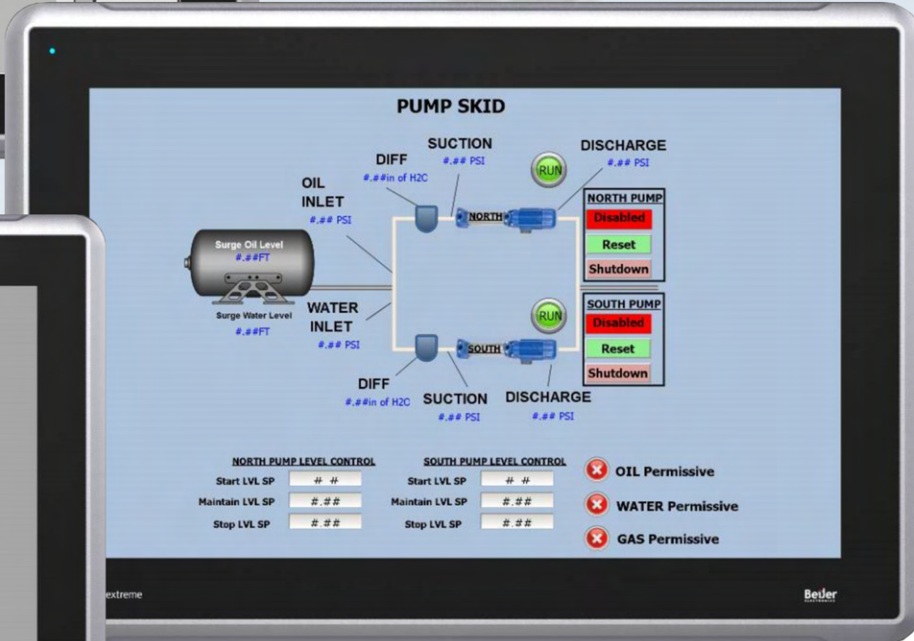 PUMP SKID
SUCTION
#.## PSI
DISCHARGE
#.## PSI
DIFF
#.##in of H2C
RUN
OIL
INLET
#.## PSI
NORTH
NORTH PUMP
Disabled
Reset
Shutdown
Surge Oil Level
#.##FT
Surge Water Level
#.##FT
WATER
INLET
#.## PSI
RUN
SOUTH
SOUTH PUMP
Disabled
Reset
Shutdown
DIFF
#.##in of H2C
SUCTION
#.## PSI
DISCHARGE
#.## PSI
NORTH PUMP LEVEL CONTROL
Start LVL SP # #
Maintain LVL SP #.##
Stop LVL SP #.##
SOUTH PUMP LEVEL CONTROL
Start LVL SP # #
Maintain LVL SP #.##
Stop LVL SP #.##
OIL Permissive
WATER Permissive
GAS Permissive
extreme
Beijer
ELECTRONICS